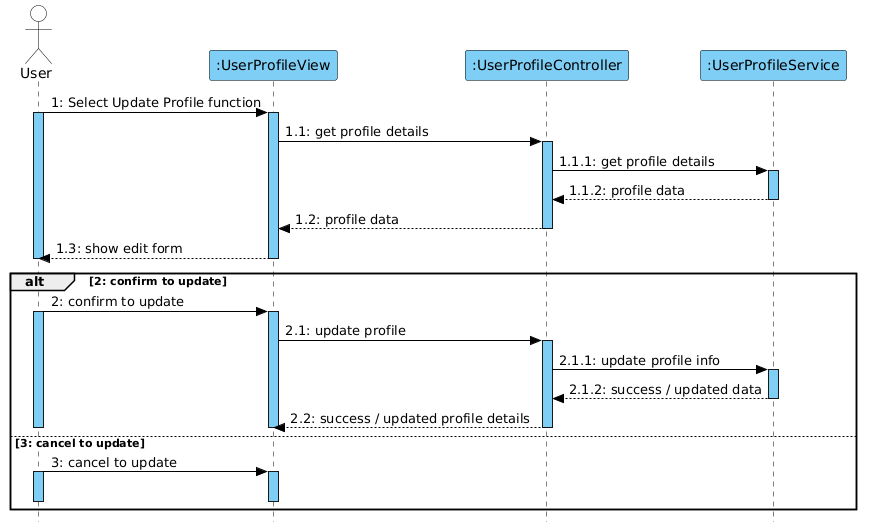 User
:UserProfileView
:UserProfileController
:UserProfileService
1: Select Update Profile function
1.1: get profile details
1.1.1: get profile details
1.1.2: profile data
1.2: profile data
1.3: show edit form
alt
[2: confirm to update]
2: confirm to update
2.1: update profile
2.1.1: update profile info
2.1.2: success / updated data
2.2: success / updated profile details
[3: cancel to update]
3: cancel to update